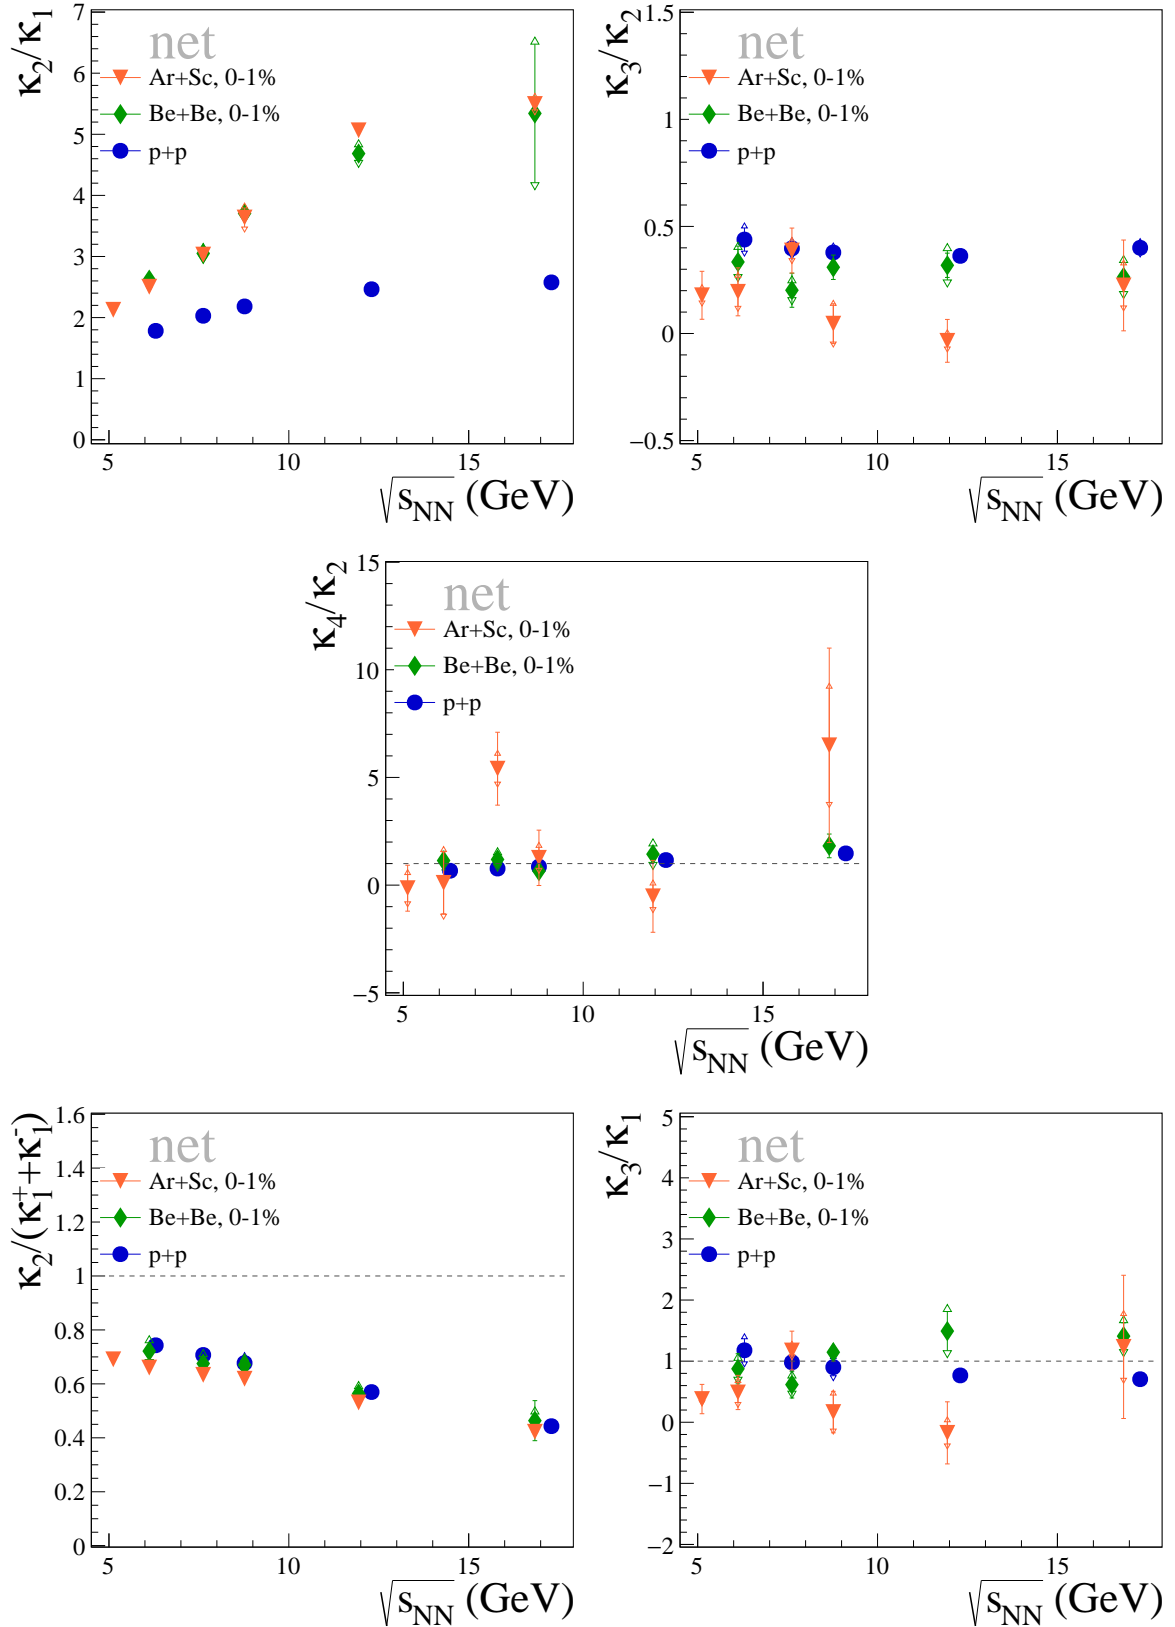 κ2/κ1
net
Ar+Sc, 0-1%
Be+Be, 0-1%
p+p
7
6
5
4
3
2
1
0
5 10 15
√sNN (GeV)
κ3/κ2
net
Ar+Sc, 0-1%
Be+Be, 0-1%
p+p
1.5
1
0.5
0
−0.5
5 10 15
√sNN (GeV)
κ4/κ2
net
Ar+Sc, 0-1%
Be+Be, 0-1%
p+p
15
10
5
0
−5
5 10 15
√sNN (GeV)
κ2/(κ1++κ1-)
net
Ar+Sc, 0-1%
Be+Be, 0-1%
p+p
1.6
1.4
1.2
1
0.8
0.6
0.4
0.2
0
5 10 15
√sNN (GeV)
κ3/κ1
net
Ar+Sc, 0-1%
Be+Be, 0-1%
p+p
5
4
3
2
1
0
−1
−2
5 10 15
√sNN (GeV)